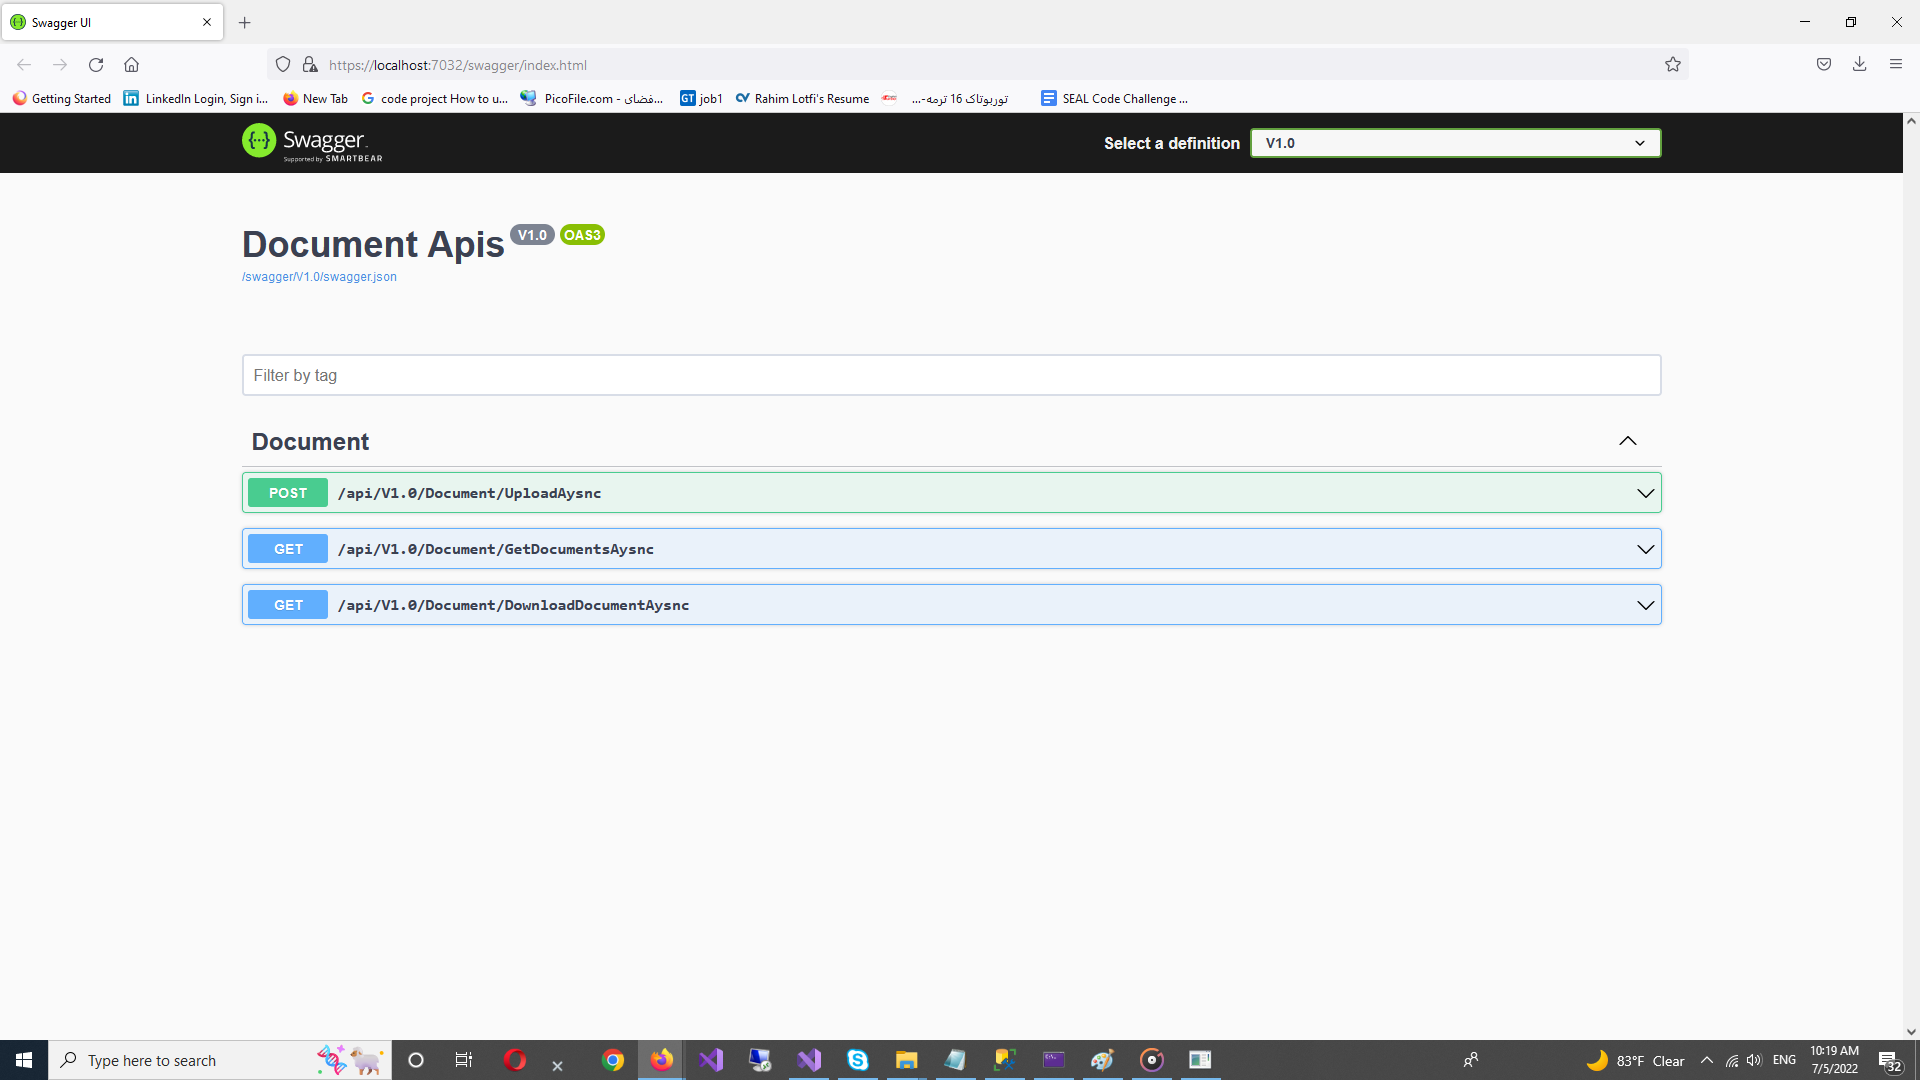 Swagger UI
https://localhost:7032/swagger/index.html
Getting Started
LinkedIn Login, Sign i...
New Tab
code project How to u...
PicoFile.com - فضای...
job1
Rahim Lotfi's Resume
توربوتاک 16 ترمه-...
SEAL Code Challenge ...
Swagger
Supported by SMARTBEAR
Select a definition
V1.0
Document Apis V1.0 OAS3
/swagger/V1.0/swagger.json
Filter by tag
Document
POST /api/V1.0/Document/UploadAysnc
GET /api/V1.0/Document/GetDocumentsAysnc
GET /api/V1.0/Document/DownloadDocumentAysnc
Type here to search
83°F Clear
ENG
10:19 AM
7/5/2022
32